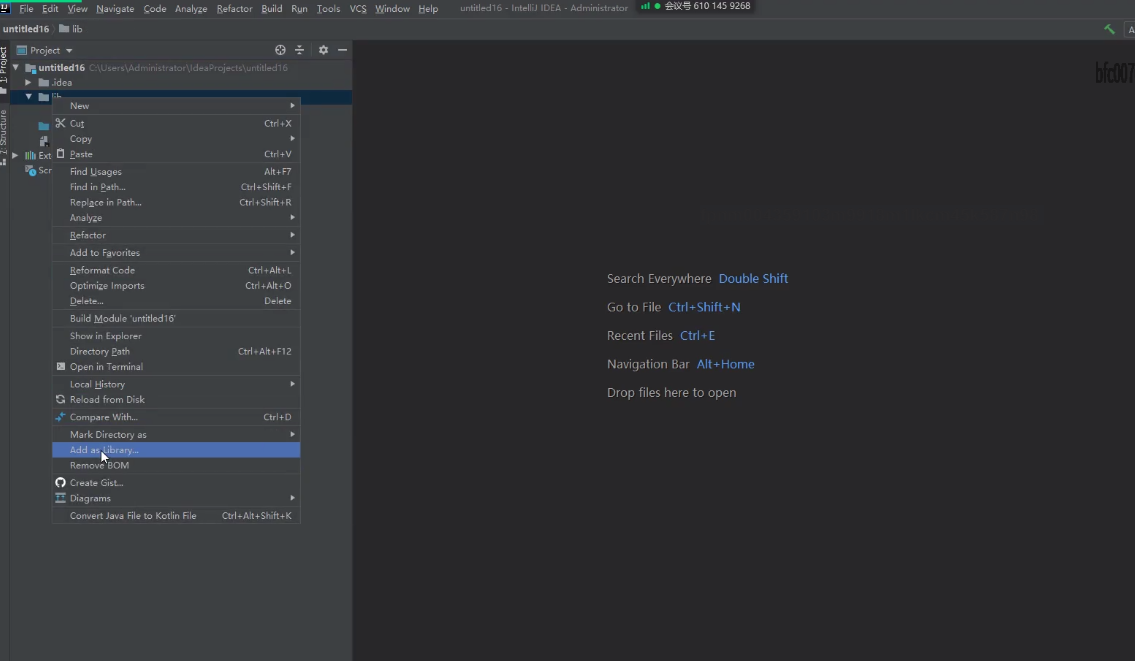 File Edit View Navigate Code Analyze Refactor Build Run Tools VCS Window Help untitled16 - IntelliJ IDEA - Administrator 会议号 610 145 9268
untitled16 lib
Project
untitled16 C:\Users\Administrator\IdeaProjects\untitled16
.idea
lib
bfc007
1: Project
Z: Structure
Ext
Scr
New
Cut Ctrl+X
Copy
Paste Ctrl+V
Find Usages Alt+F7
Find in Path... Ctrl+Shift+F
Replace in Path... Ctrl+Shift+R
Analyze
Refactor
Add to Favorites
Reformat Code Ctrl+Alt+L
Optimize Imports Ctrl+Alt+O
Delete... Delete
Build Module 'untitled16'
Show in Explorer
Directory Path Ctrl+Alt+F12
Open in Terminal
Local History
Reload from Disk
Compare With... Ctrl+D
Mark Directory as
Add as Library...
Remove BOM
Create Gist...
Diagrams
Convert Java File to Kotlin File Ctrl+Alt+Shift+K
Search Everywhere Double Shift
Go to File Ctrl+Shift+N
Recent Files Ctrl+E
Navigation Bar Alt+Home
Drop files here to open